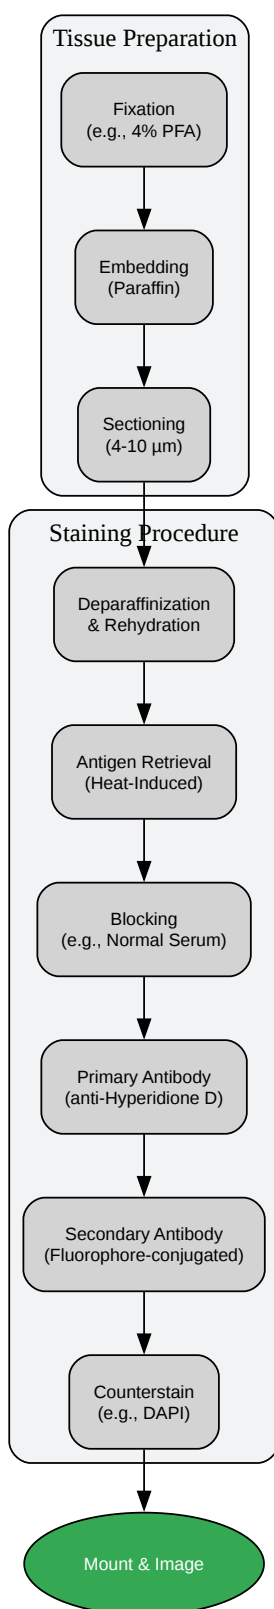 Tissue Preparation
Fixation
(e.g., 4% PFA)
Embedding
(Paraffin)
Sectioning
(4-10 µm)
Staining Procedure
Deparaffinization
& Rehydration
Antigen Retrieval
(Heat-Induced)
Blocking
(e.g., Normal Serum)
Primary Antibody
(anti-Hyperidione D)
Secondary Antibody
(Fluorophore-conjugated)
Counterstain
(e.g., DAPI)
Mount & Image